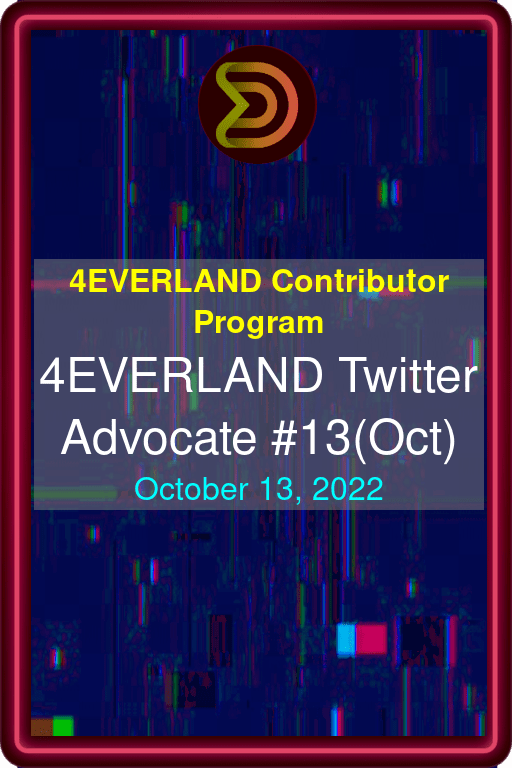 4EVERLAND Contributor
Program
4EVERLAND Twitter
Advocate #13(Oct)
October 13, 2022